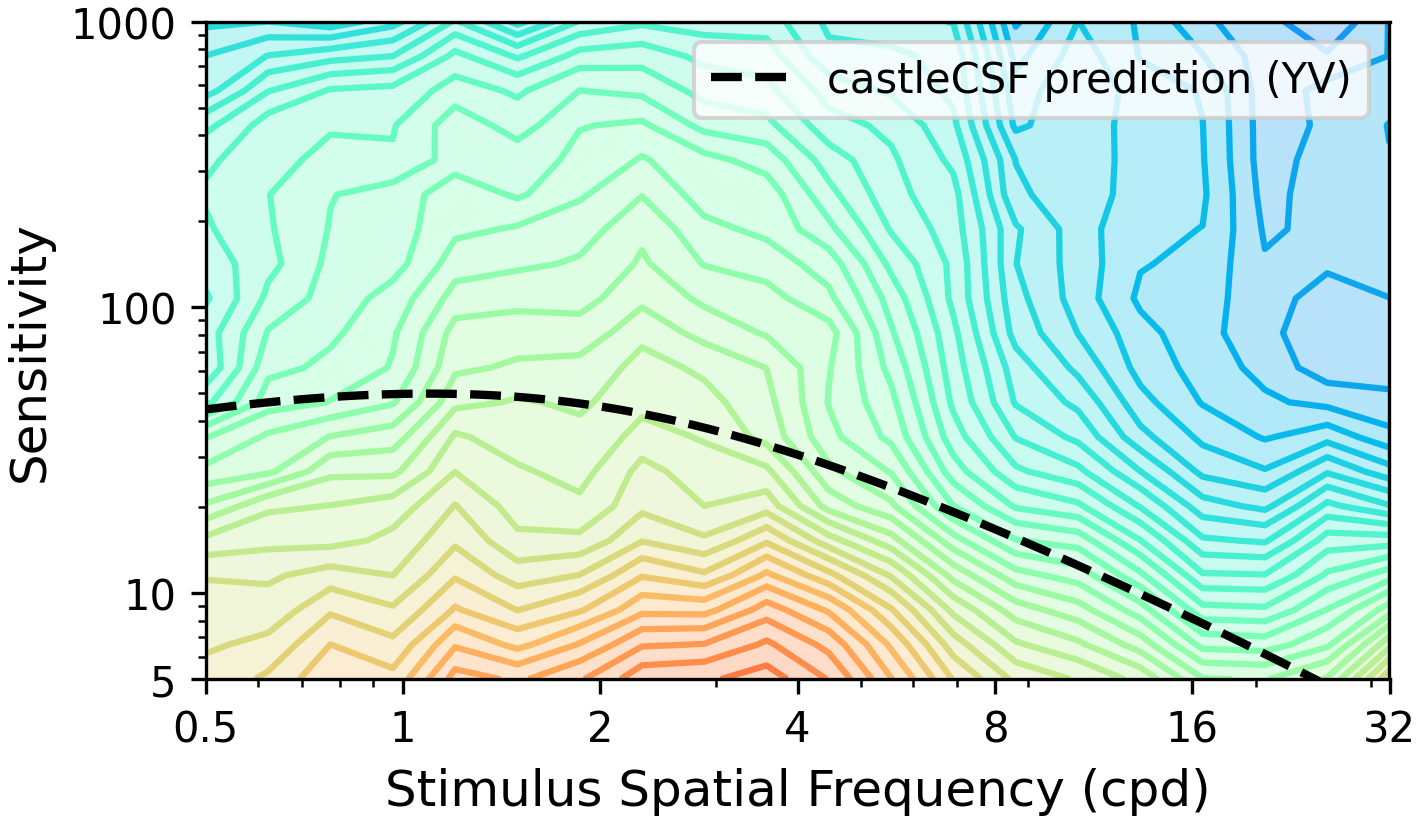 1000
castleCSF prediction (YV)
100
10
5
Sensitivity
0.5 1 2 4 8 16 32
Stimulus Spatial Frequency (cpd)